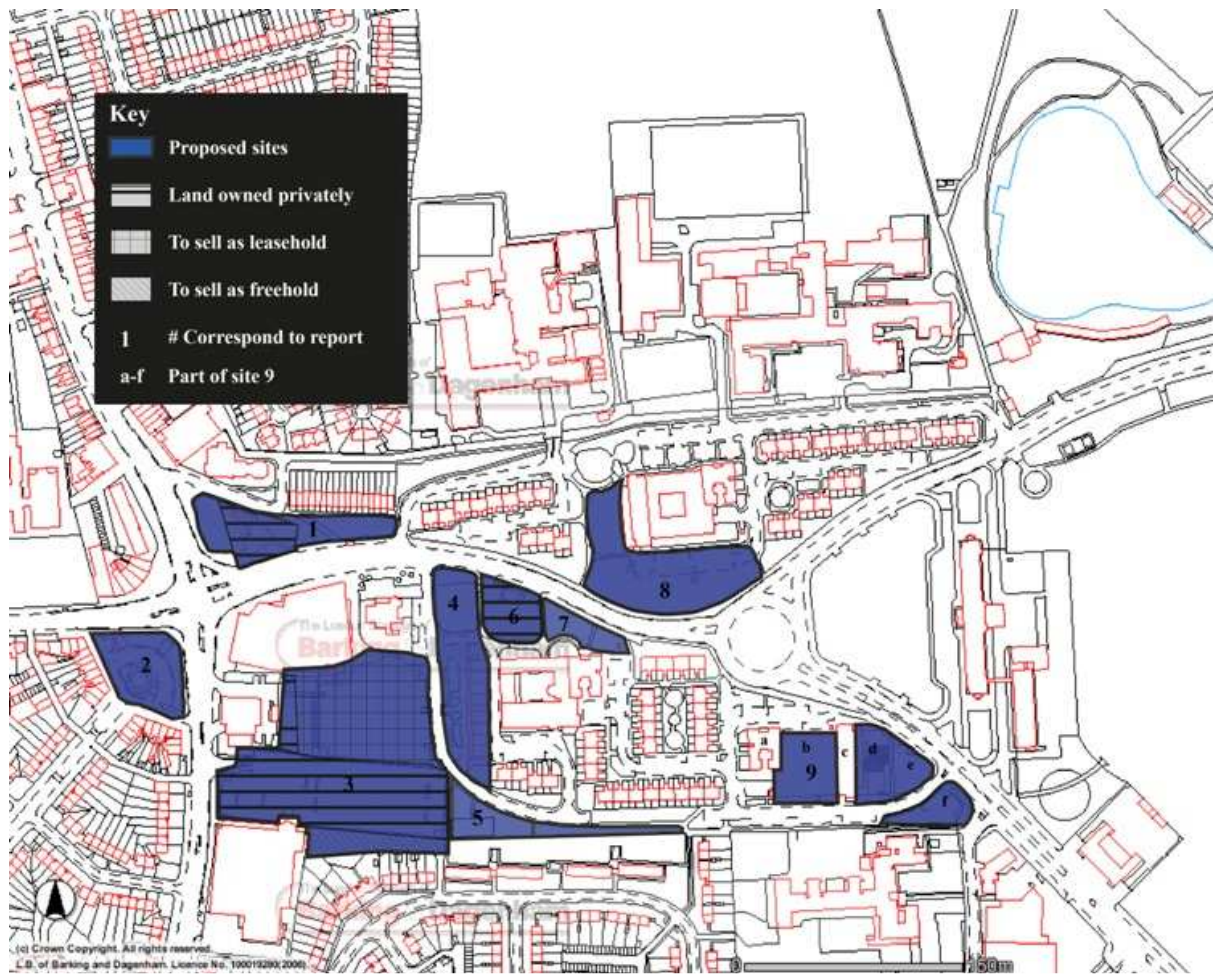 Key
Proposed sites
Land owned privately
To sell as leasehold
To sell as freehold
1 # Correspond to report
a-f Part of site 9
Dagenham
1
4
6
7
8
2
Barking
3
5
a
b
c
d
e
f
9
(c) Crown Copyright. All rights reserved.
L.B. of Barking and Dagenham. Licence No. 100019280(2006)